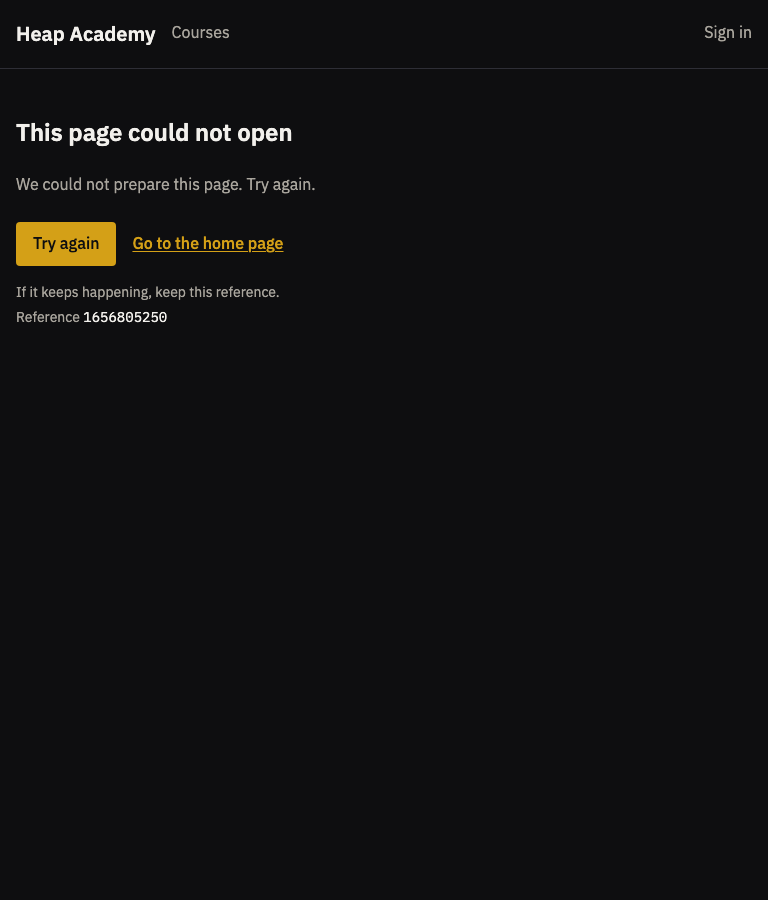 Heap Academy Courses Sign in
This page could not open
We could not prepare this page. Try again.
Try again Go to the home page
If it keeps happening, keep this reference.
Reference 1656805250